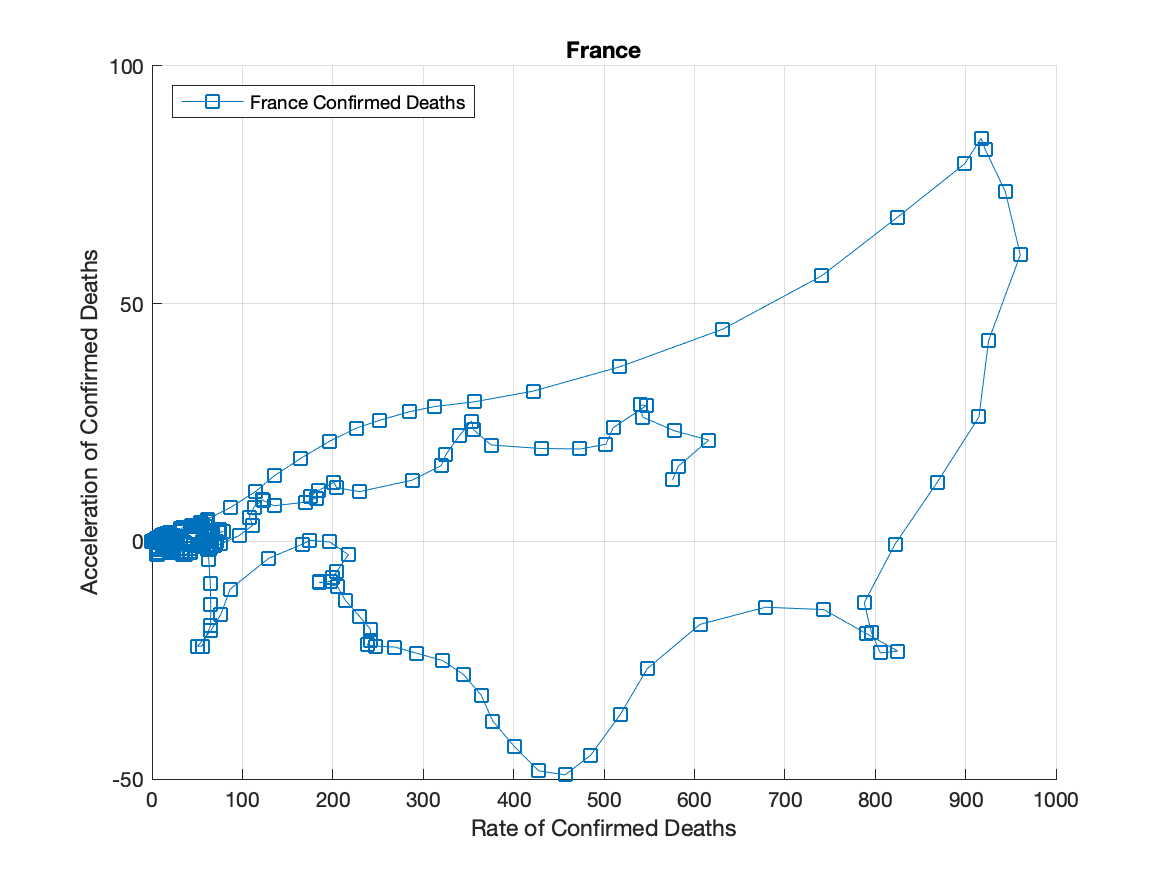 France
100
France Confirmed Deaths
50
0
-50
Acceleration of Confirmed Deaths
0 100 200 300 400 500 600 700 800 900 1000
Rate of Confirmed Deaths